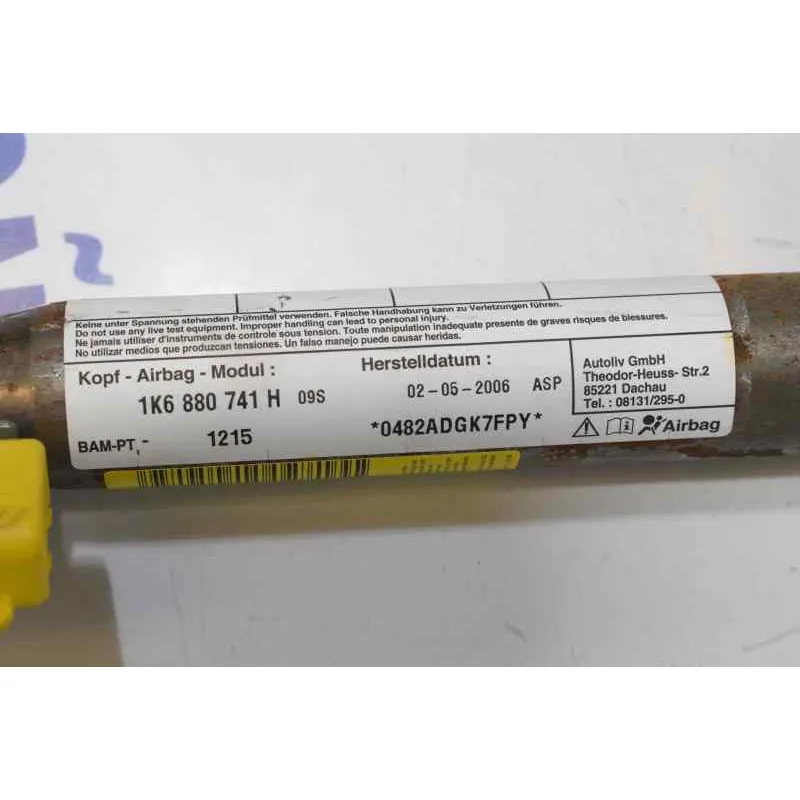 Keine unter Spannung stehenden Prüfmittel verwenden. Falsche Handhabung kann zu Verletzungen führen.
Do not use any live test equipment. Improper handling can lead to personal injury.
Ne jamais utiliser d'instruments de controle sous tension. Toute manipulation inadequate presente de graves risques de blessures.
No utilizar medios que produzcan tensiones. Un falso manejo puede causar heridas.
Kopf - Airbag - Modul :
1K6 880 741 H 09S
BAM-PT1- 1215
Herstelldatum :
02-05-2006 ASP
*0482ADGK7FPY*
Autoliv GmbH
Theodor-Heuss- Str.2
85221 Dachau
Tel. : 08131/295-0
Airbag